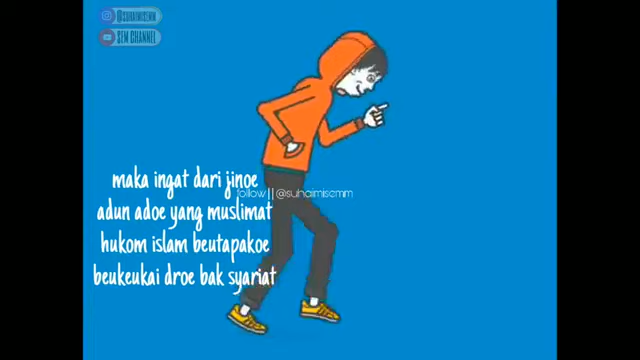 @SUHAIMISEMM
SEM CHANNEL
maka ingat dari jinoe
follow || @suhaimisemm
adun adoe yang muslimat
hukom islam beutapakoe
beukeukai droe bak syariat